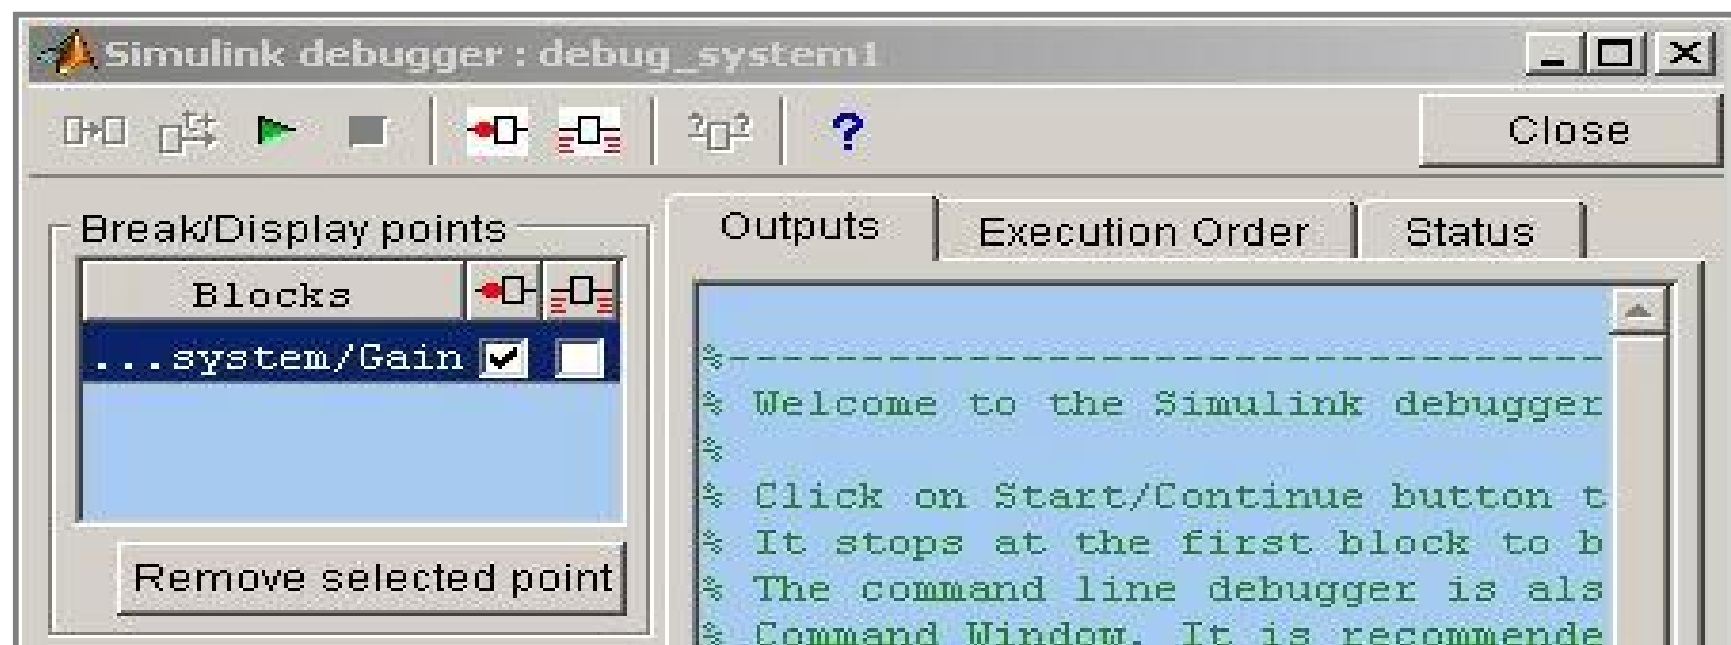 Simulink debugger : debug_system1
Close
Break/Display points
Blocks
...system/Gain
Remove selected point
Outputs Execution Order Status
%-----------------------------------
% Welcome to the Simulink debugger
%
% Click on Start/Continue button t
% It stops at the first block to b
% The command line debugger is als
% Command Window. It is recommende